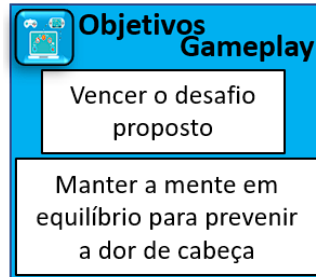 Objetivos
Gameplay
Vencer o desafio
proposto
Manter a mente em
equilíbrio para prevenir
a dor de cabeça